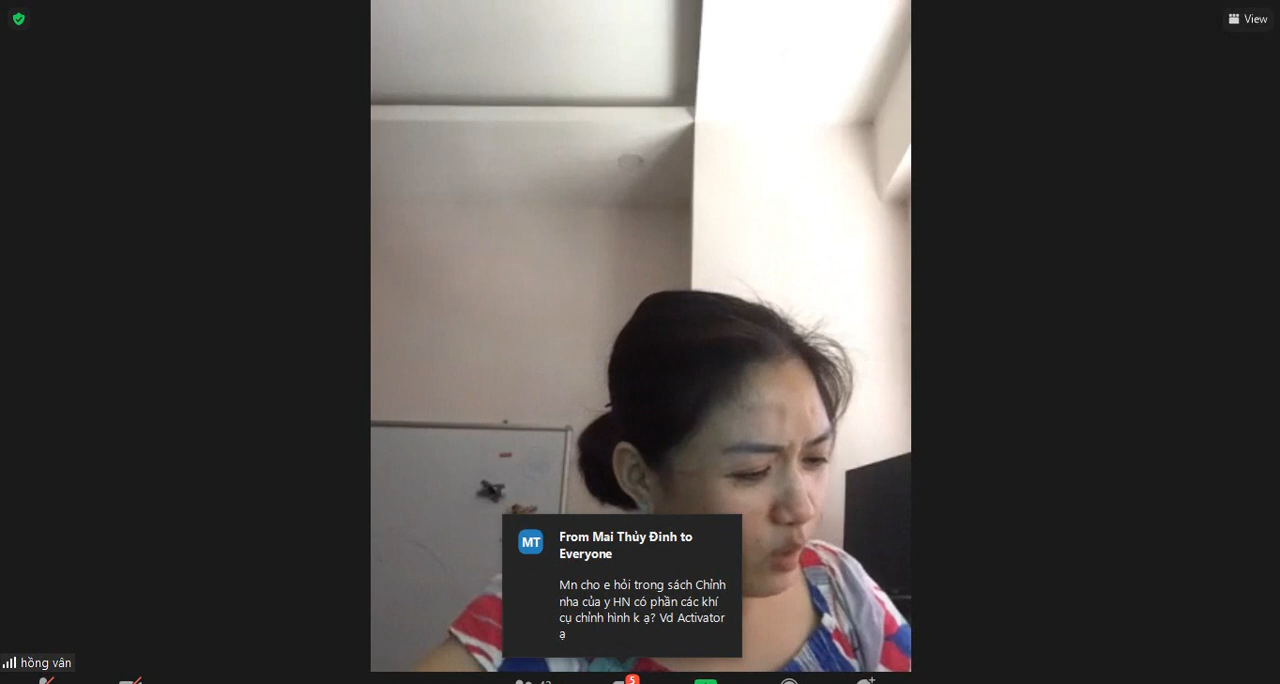 View
MT
From Mai Thủy Đinh to
Everyone
Mn cho e hỏi trong sách Chỉnh
nha của y HN có phần các khí
cụ chỉnh hình k ạ? Vd Activator
ạ
hồng vân
5